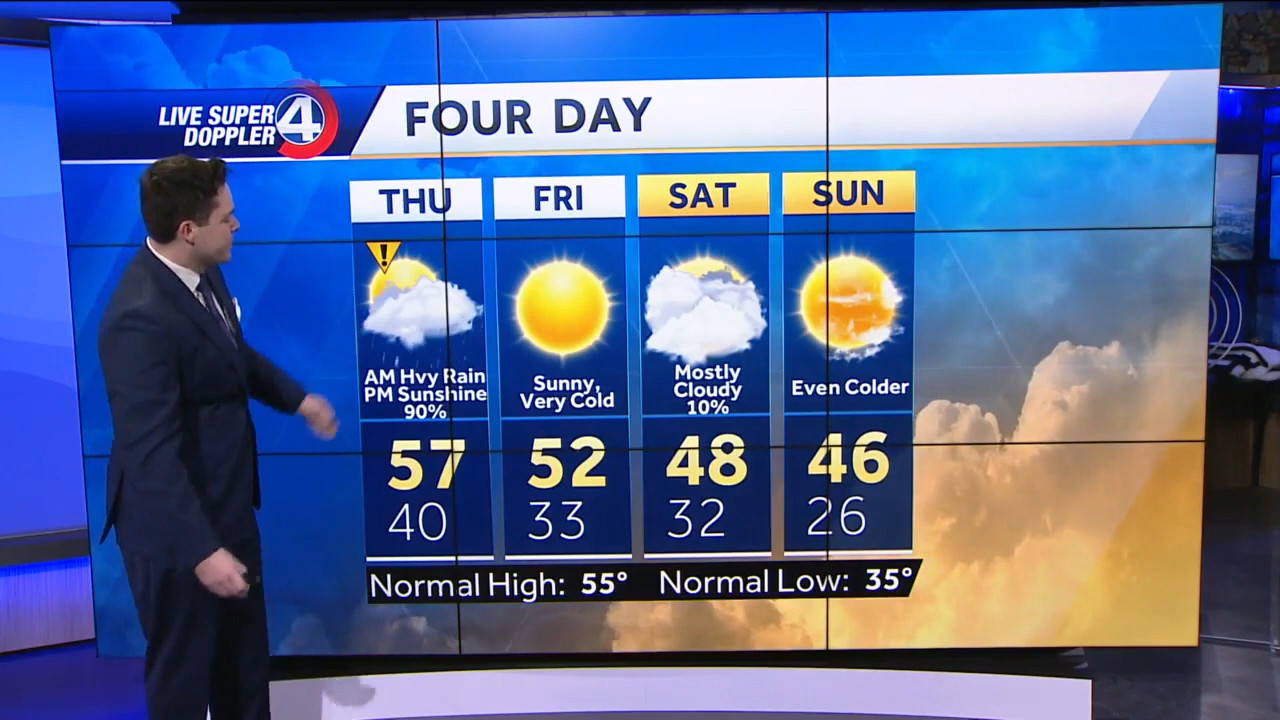 LIVE SUPER
DOPPLER 4
FOUR DAY
THU
FRI
SAT
SUN
!
AM Hvy Rain
PM Sunshine
90%
Sunny,
Very Cold
Mostly
Cloudy
10%
Even Colder
57
52
48
46
40
33
32
26
Normal High: 55° Normal Low: 35°